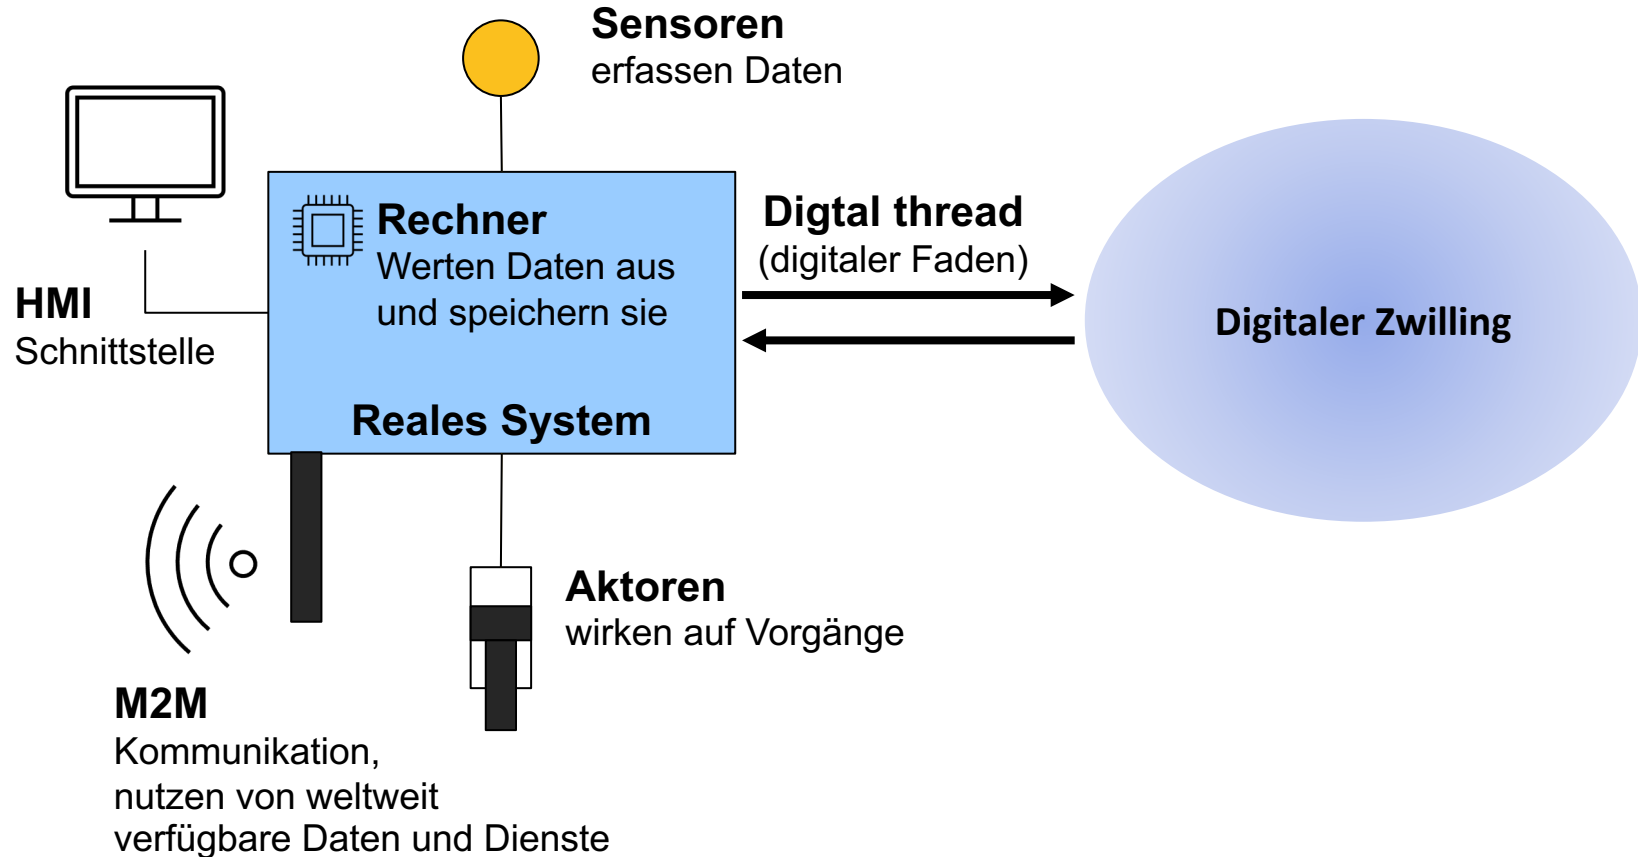 Sensoren
erfassen Daten
Rechner
Werten Daten aus
und speichern sie
Digtal thread
(digitaler Faden)
HMI
Schnittstelle
Digitaler Zwilling
Reales System
Aktoren
wirken auf Vorgänge
M2M
Kommunikation,
nutzen von weltweit
verfügbare Daten und Dienste